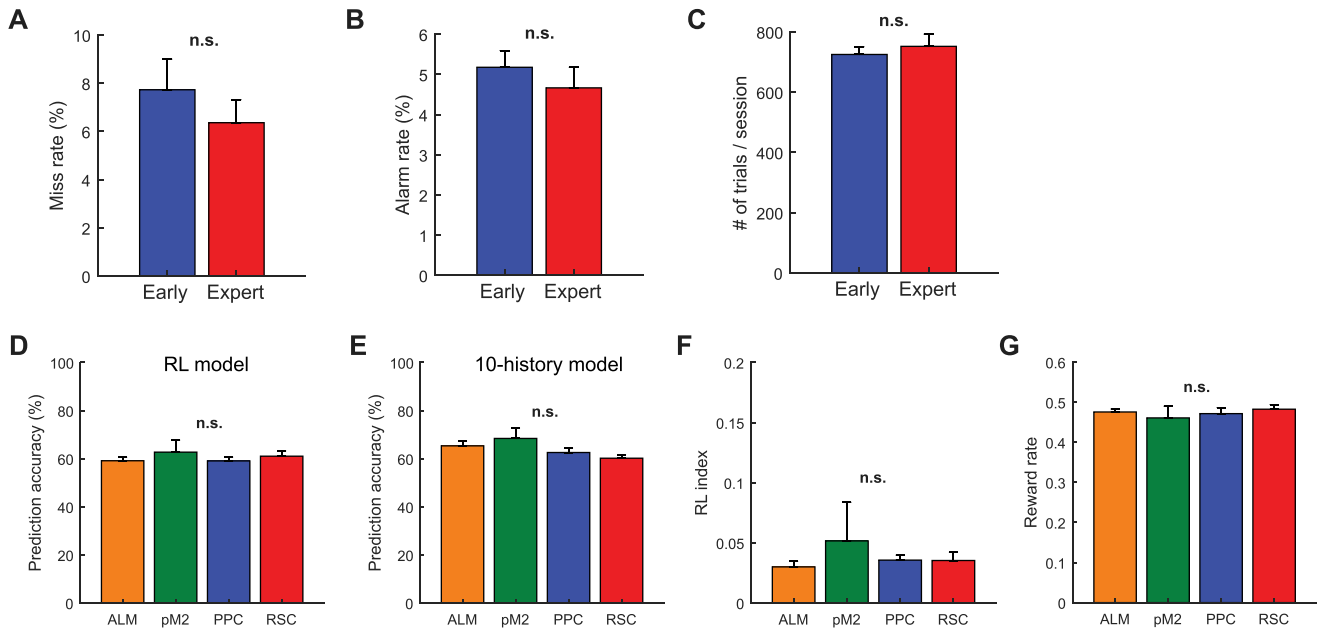 A
n.s.
Miss rate (%)
10
8
6
4
2
0
Early Expert
B
n.s.
Alarm rate (%)
6
5
4
3
2
1
0
Early Expert
C
n.s.
# of trials / session
800
600
400
200
0
Early Expert
D
RL model
n.s.
Prediction accuracy (%)
100
80
60
40
20
0
ALM pM2 PPC RSC
E
10-history model
n.s.
Prediction accuracy (%)
100
80
60
40
20
0
ALM pM2 PPC RSC
F
n.s.
RL index
0.2
0.15
0.1
0.05
0
ALM pM2 PPC RSC
G
n.s.
Reward rate
0.6
0.5
0.4
0.3
0.2
0.1
0
ALM pM2 PPC RSC